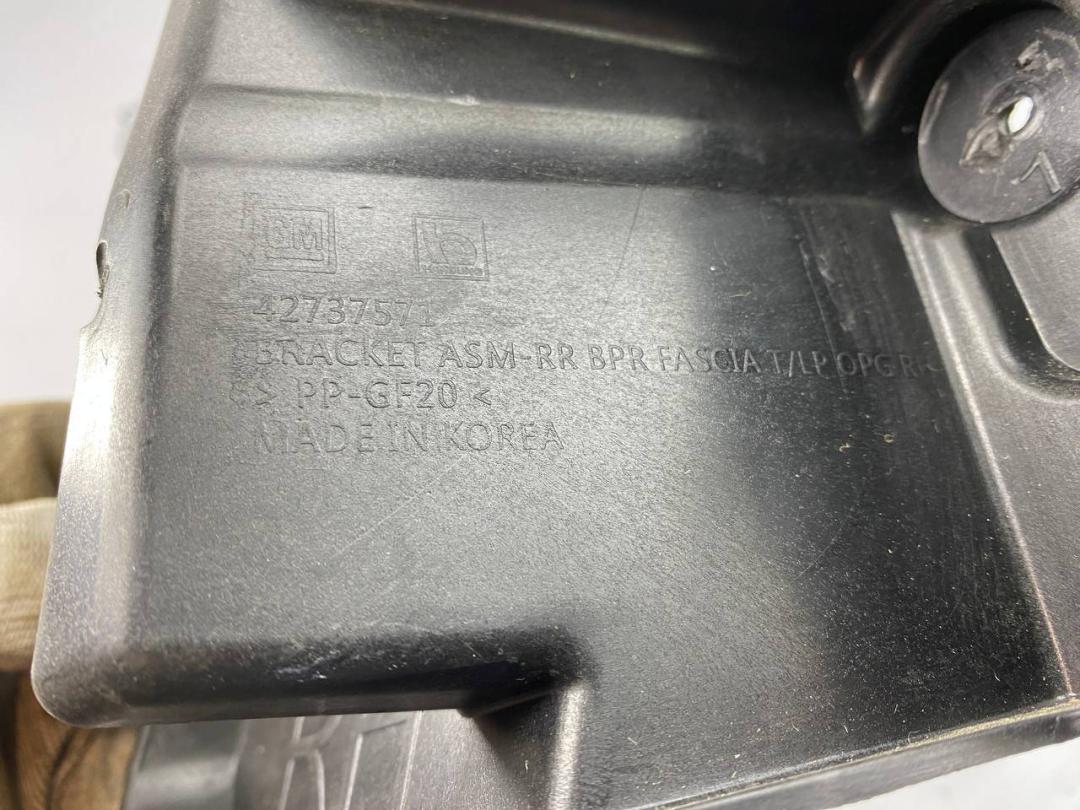 GM
42737571
BRACKET ASM-RR BPR FASCIA T/LP OPG
> PP-GF20 <
MADE IN KOREA